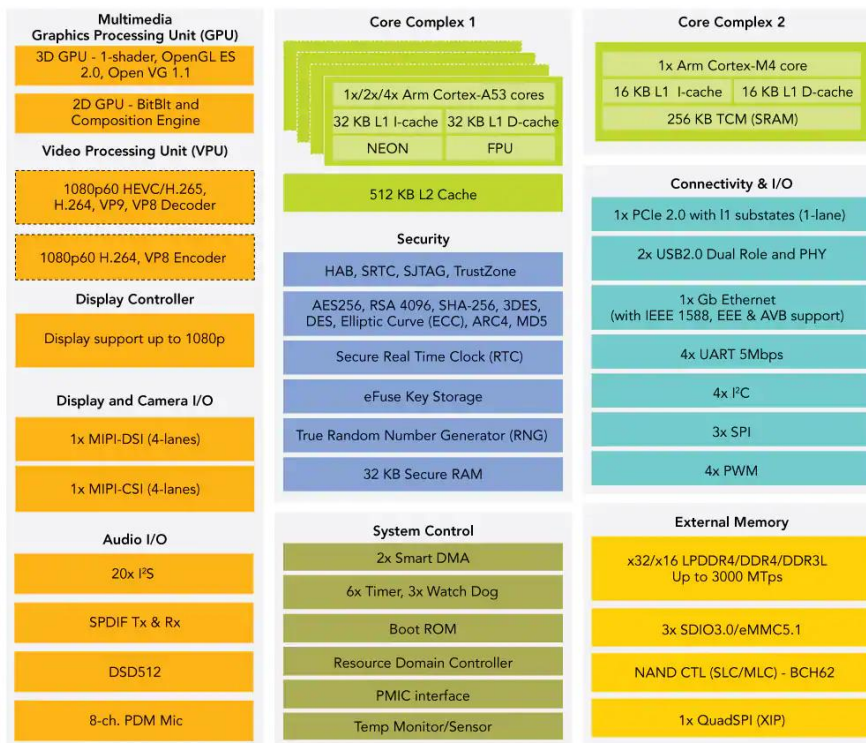 Multimedia
Graphics Processing Unit (GPU)
3D GPU - 1-shader, OpenGL ES
2.0, Open VG 1.1
2D GPU - BitBlt and
Composition Engine
Video Processing Unit (VPU)
1080p60 HEVC/H.265,
H.264, VP9, VP8 Decoder
1080p60 H.264, VP8 Encoder
Display Controller
Display support up to 1080p
Display and Camera I/O
1x MIPI-DSI (4-lanes)
1x MIPI-CSI (4-lanes)
Audio I/O
20x I²S
SPDIF Tx & Rx
DSD512
8-ch. PDM Mic
Core Complex 1
1x/2x/4x Arm Cortex-A53 cores
32 KB L1 I-cache
32 KB L1 D-cache
NEON
FPU
512 KB L2 Cache
Security
HAB, SRTC, SJTAG, TrustZone
AES256, RSA 4096, SHA-256, 3DES,
DES, Elliptic Curve (ECC), ARC4, MD5
Secure Real Time Clock (RTC)
eFuse Key Storage
True Random Number Generator (RNG)
32 KB Secure RAM
System Control
2x Smart DMA
6x Timer, 3x Watch Dog
Boot ROM
Resource Domain Controller
PMIC interface
Temp Monitor/Sensor
Core Complex 2
1x Arm Cortex-M4 core
16 KB L1 I-cache
16 KB L1 D-cache
256 KB TCM (SRAM)
Connectivity & I/O
1x PCIe 2.0 with l1 substates (1-lane)
2x USB2.0 Dual Role and PHY
1x Gb Ethernet
(with IEEE 1588, EEE & AVB support)
4x UART 5Mbps
4x I²C
3x SPI
4x PWM
External Memory
x32/x16 LPDDR4/DDR4/DDR3L
Up to 3000 MTps
3x SDIO3.0/eMMC5.1
NAND CTL (SLC/MLC) - BCH62
1x QuadSPI (XIP)